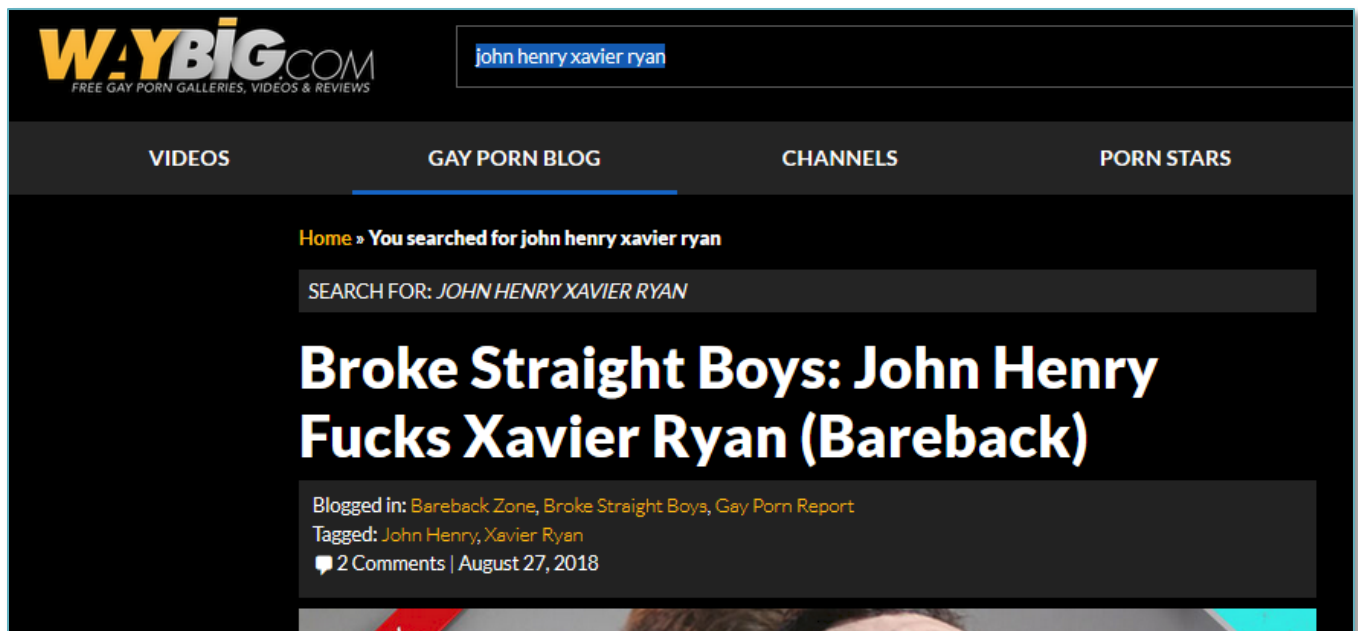 WAYBIG.COM
FREE GAY PORN GALLERIES, VIDEOS & REVIEWS
john henry xavier ryan
VIDEOS GAY PORN BLOG CHANNELS PORN STARS
Home » You searched for john henry xavier ryan
SEARCH FOR: JOHN HENRY XAVIER RYAN
Broke Straight Boys: John Henry
Fucks Xavier Ryan (Bareback)
Blogged in: Bareback Zone, Broke Straight Boys, Gay Porn Report
Tagged: John Henry, Xavier Ryan
2 Comments | August 27, 2018